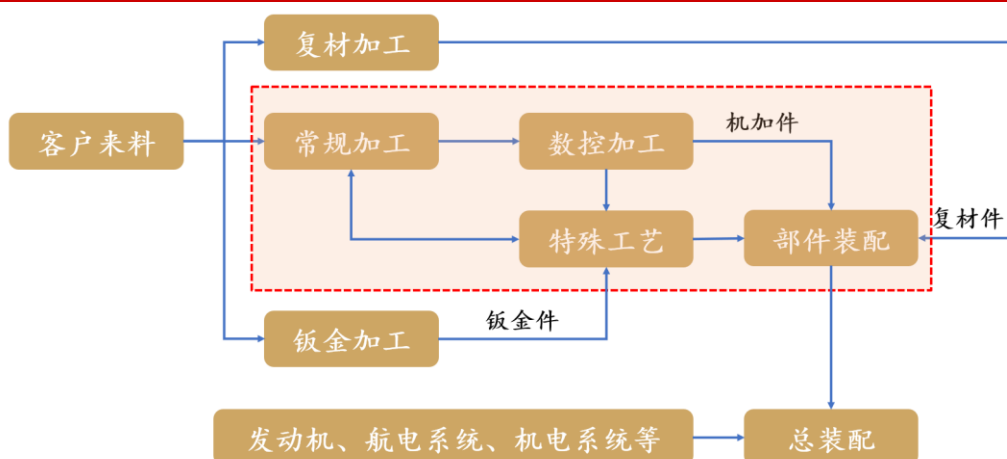 复材加工
客户来料
常规加工
数控加工
机加件
特殊工艺
部件装配
复材件
钣金加工
钣金件
发动机、航电系统、机电系统等
总装配